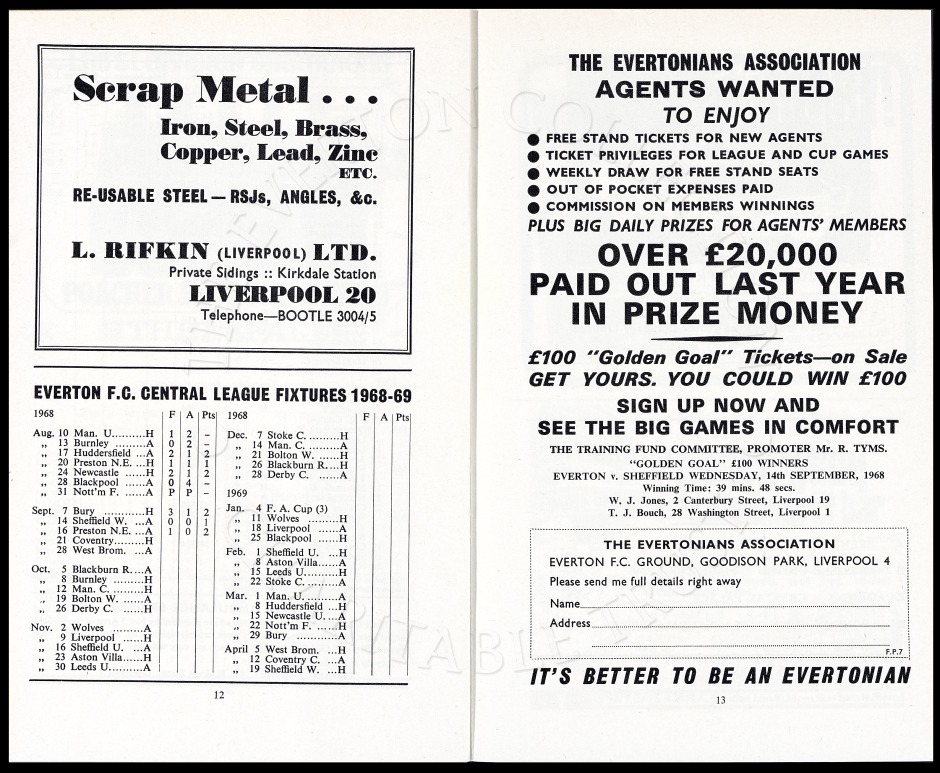 Scrap Metal . . .
Iron, Steel, Brass,
Copper, Lead, Zinc
ETC.
RE-USABLE STEEL — RSJs, ANGLES, &c.
L. RIFKIN (LIVERPOOL) LTD.
Private Sidings :: Kirkdale Station
LIVERPOOL 20
Telephone—BOOTLE 3004/5
EVERTON F.C. CENTRAL LEAGUE FIXTURES 1968-69
1968 F A Pts
Aug. 10 Man. U.........H 1 2 –
,, 13 Burnley .........A 0 2 –
,, 17 Huddersfield ...A 2 1 2
,, 20 Preston N.E. ...H 1 1 1
,, 24 Newcastle ......H 2 1 2
,, 28 Blackpool ......A 0 4 –
,, 31 Nott'm F. ......A P P –
Sept. 7 Bury ............H 3 1 2
,, 14 Sheffield W. ...A 0 0 1
,, 16 Preston N.E. ...A 1 0 2
,, 21 Coventry.........H
,, 28 West Brom. ...A
Oct. 5 Blackburn R....A
,, 8 Burnley .........H
,, 12 Man. C. .........H
,, 19 Bolton W. ......A
,, 26 Derby C. .........H
Nov. 2 Wolves .........A
,, 9 Liverpool ......H
,, 16 Sheffield U. ...A
,, 23 Aston Villa......H
,, 30 Leeds U. .........A
1968 F A Pts
Dec. 7 Stoke C. .........H
,, 14 Man. C. .........A
,, 21 Bolton W. ......H
,, 26 Blackburn R....H
,, 28 Derby C. .........A
1969
Jan. 4 F. A. Cup (3)
,, 11 Wolves .........H
,, 18 Liverpool ......A
,, 25 Blackpool ......H
Feb. 1 Sheffield U. ...H
,, 8 Aston Villa......A
,, 15 Leeds U. .........H
,, 22 Stoke C. .........A
Mar. 1 Man. U. .........A
,, 8 Huddersfield ...H
,, 15 Newcastle U. ...A
,, 22 Nott'm F. ......H
,, 29 Bury ............A
April 5 West Brom. ...H
,, 12 Coventry C. ...A
,, 19 Sheffield W. ...H
12
THE EVERTONIANS ASSOCIATION
AGENTS WANTED
TO ENJOY
● FREE STAND TICKETS FOR NEW AGENTS
● TICKET PRIVILEGES FOR LEAGUE AND CUP GAMES
● WEEKLY DRAW FOR FREE STAND SEATS
● OUT OF POCKET EXPENSES PAID
● COMMISSION ON MEMBERS WINNINGS
PLUS BIG DAILY PRIZES FOR AGENTS' MEMBERS
OVER £20,000
PAID OUT LAST YEAR
IN PRIZE MONEY
£100 "Golden Goal" Tickets—on Sale
GET YOURS. YOU COULD WIN £100
SIGN UP NOW AND
SEE THE BIG GAMES IN COMFORT
THE TRAINING FUND COMMITTEE, PROMOTER Mr. R. TYMS.
"GOLDEN GOAL" £100 WINNERS
EVERTON v. SHEFFIELD WEDNESDAY, 14th SEPTEMBER, 1968
Winning Time: 39 mins. 48 secs.
W. J. Jones, 2 Canterbury Street, Liverpool 19
T. J. Bouch, 28 Washington Street, Liverpool 1
THE EVERTONIANS ASSOCIATION
EVERTON F.C. GROUND, GOODISON PARK, LIVERPOOL 4
Please send me full details right away
Name
Address
F.P.7
IT'S BETTER TO BE AN EVERTONIAN
13